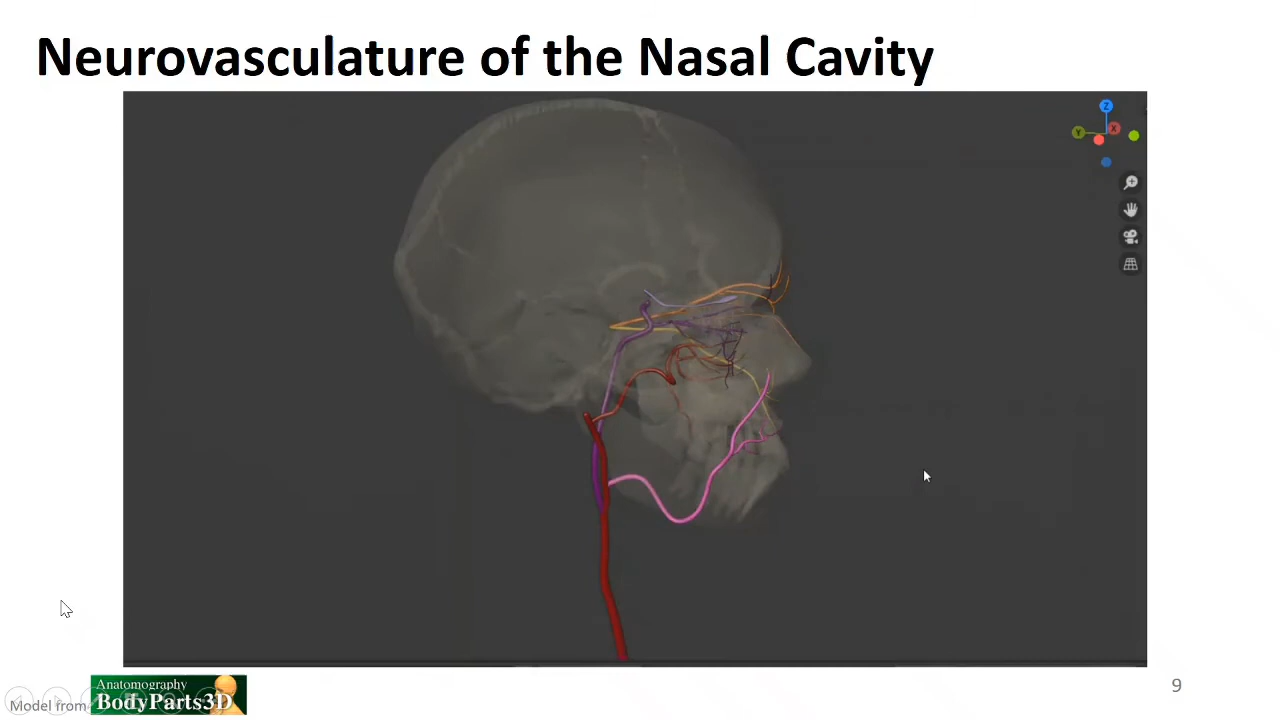 Neurovasculature of the Nasal Cavity
Z
Y
X
Model from
Anatomography
BodyParts3D
9